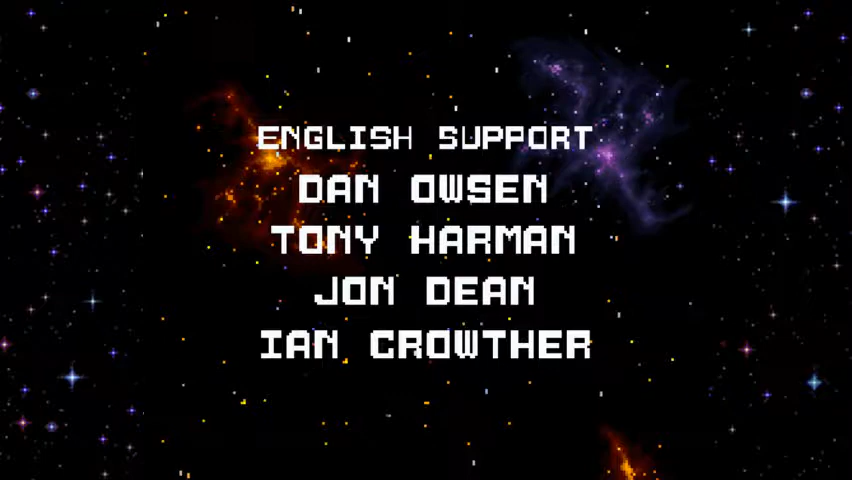 ENGLISH SUPPORT
DAN OWSEN
TONY HARMAN
JON DEAN
IAN CROWTHER